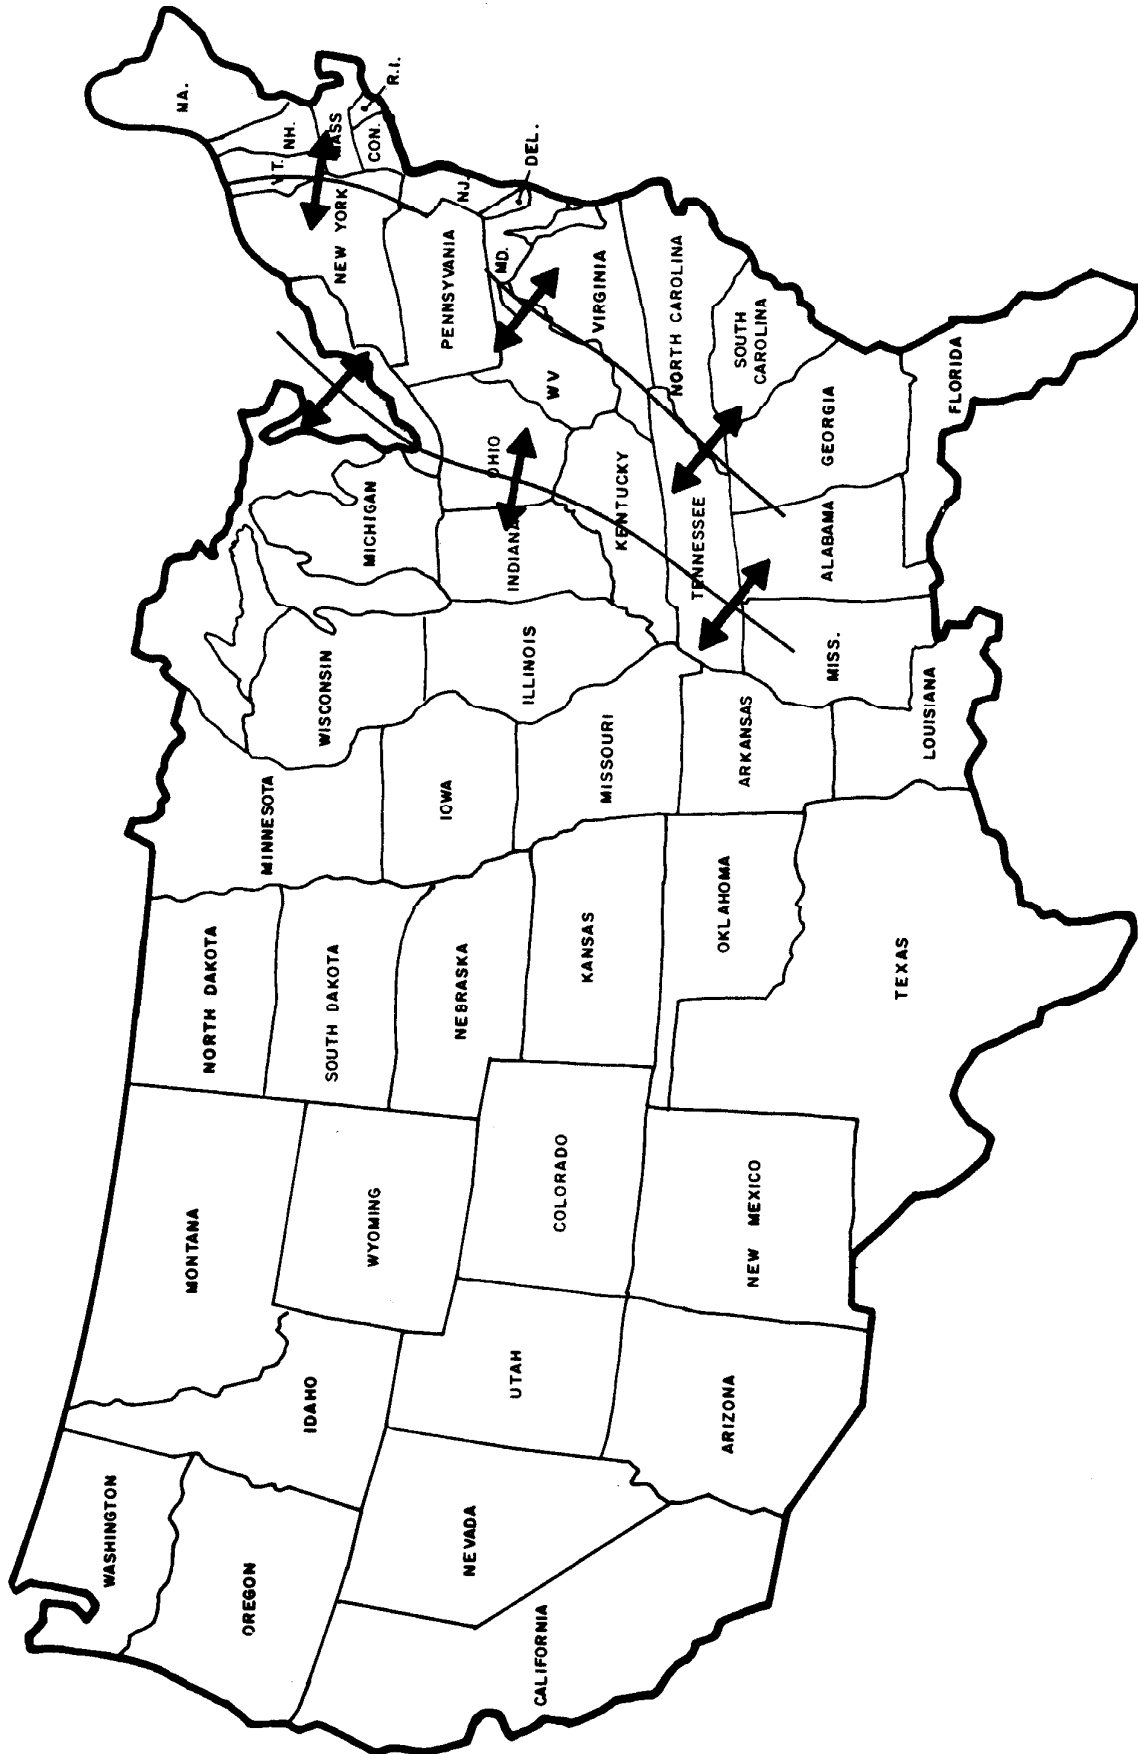 WASHINGTON
OREGON
CALIFORNIA
NEVADA
IDAHO
MONTANA
WYOMING
UTAH
ARIZONA
COLORADO
NEW MEXICO
NORTH DAKOTA
SOUTH DAKOTA
NEBRASKA
KANSAS
OKLAHOMA
TEXAS
MINNESOTA
IOWA
MISSOURI
ARKANSAS
LOUISIANA
WISCONSIN
ILLINOIS
MISS.
MICHIGAN
INDIANA
OHIO
KENTUCKY
TENNESSEE
ALABAMA
GEORGIA
FLORIDA
SOUTH
CAROLINA
NORTH CAROLINA
VIRGINIA
WV
MD.
DEL.
PENNSYVANIA
NJ.
NEW YORK
CON.
R.I.
MASS
V.T.
NH.
MA.